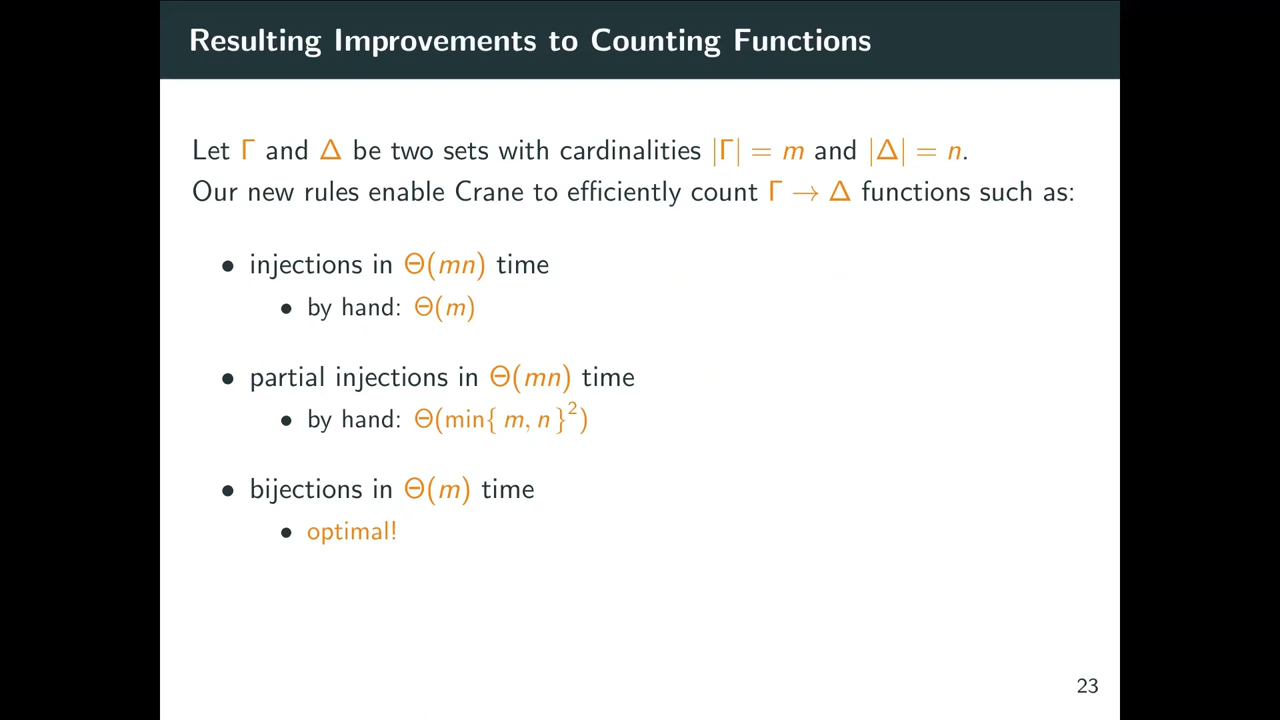 Resulting Improvements to Counting Functions
Let Γ and Δ be two sets with cardinalities |Γ| = m and |Δ| = n.
Our new rules enable Crane to efficiently count Γ → Δ functions such as:
• injections in Θ(mn) time
• by hand: Θ(m)
• partial injections in Θ(mn) time
• by hand: Θ(min{ m, n }²)
• bijections in Θ(m) time
• optimal!
23